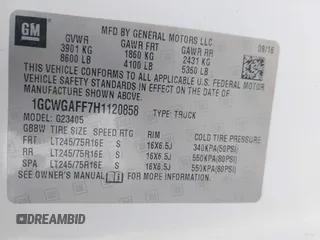 GM
MFD BY GENERAL MOTORS LLC
GVWR GAWR FRT GAWR RR 09/16
3901 KG 1860 KG 2431 KG
8600 LB 4100 LB 5360 LB
THIS VEHICLE CONFORMS TO ALL APPLICABLE U.S. FEDERAL MOTOR
VEHICLE SAFETY STANDARDS IN EFFECT ON THE DATE OF
MANUFACTURE SHOWN ABOVE.
1GCWGAFF7H1120858 TYPE: TRUCK
MODEL: G23405
GBBW TIRE SIZE SPEED RTG RIM COLD TIRE PRESSURE
FRT LT245/75R16E S 16X6.5J 340KPA(50PSI)
RR LT245/75R16E S 16X6.5J 550KPA(80PSI)
SPA LT245/75R16E S 16X6.5J 550KPA(80PSI)
SEE OWNER'S MANUAL FOR ADDITIONAL INFORMATION
DREAMBID